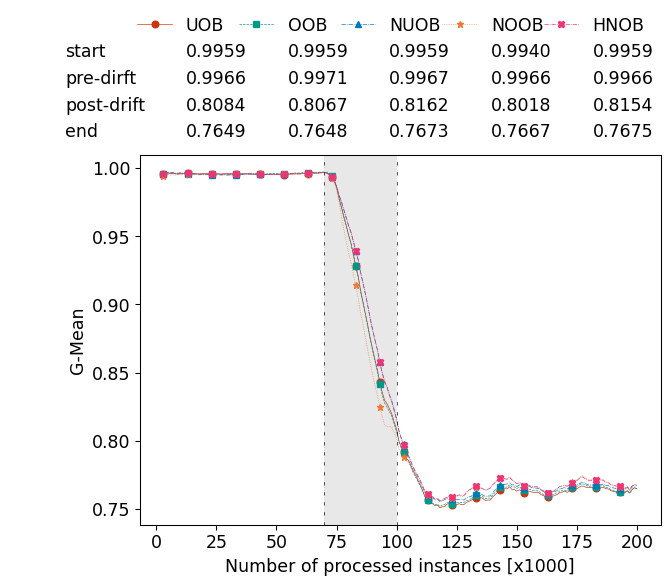 UOB OOB NUOB NOOB HNOB
start 0.9959 0.9959 0.9959 0.9940 0.9959
pre-dirft 0.9966 0.9971 0.9967 0.9966 0.9966
post-drift 0.8084 0.8067 0.8162 0.8018 0.8154
end 0.7649 0.7648 0.7673 0.7667 0.7675
1.00
0.95
0.90
0.85
0.80
0.75
G-Mean
0 25 50 75 100 125 150 175 200
Number of processed instances [x1000]